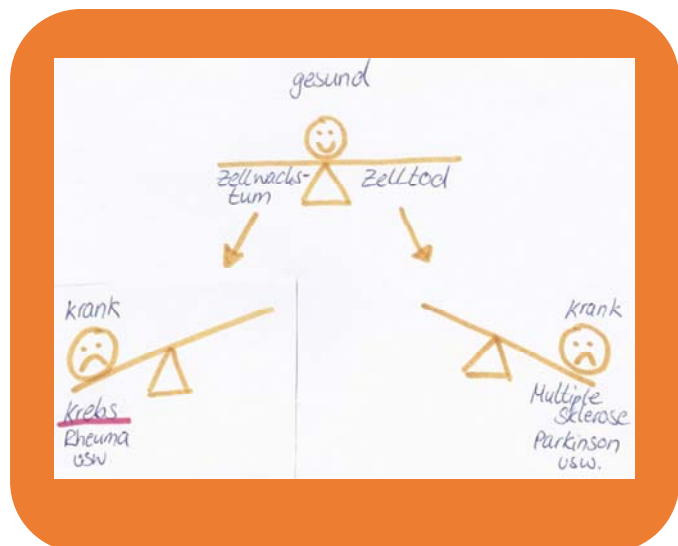 gesund
Zellwachs-
tum
Zelltod
krank
Krebs
Rheuma
usw
krank
Multiple
Sklerose
Parkinson
usw.